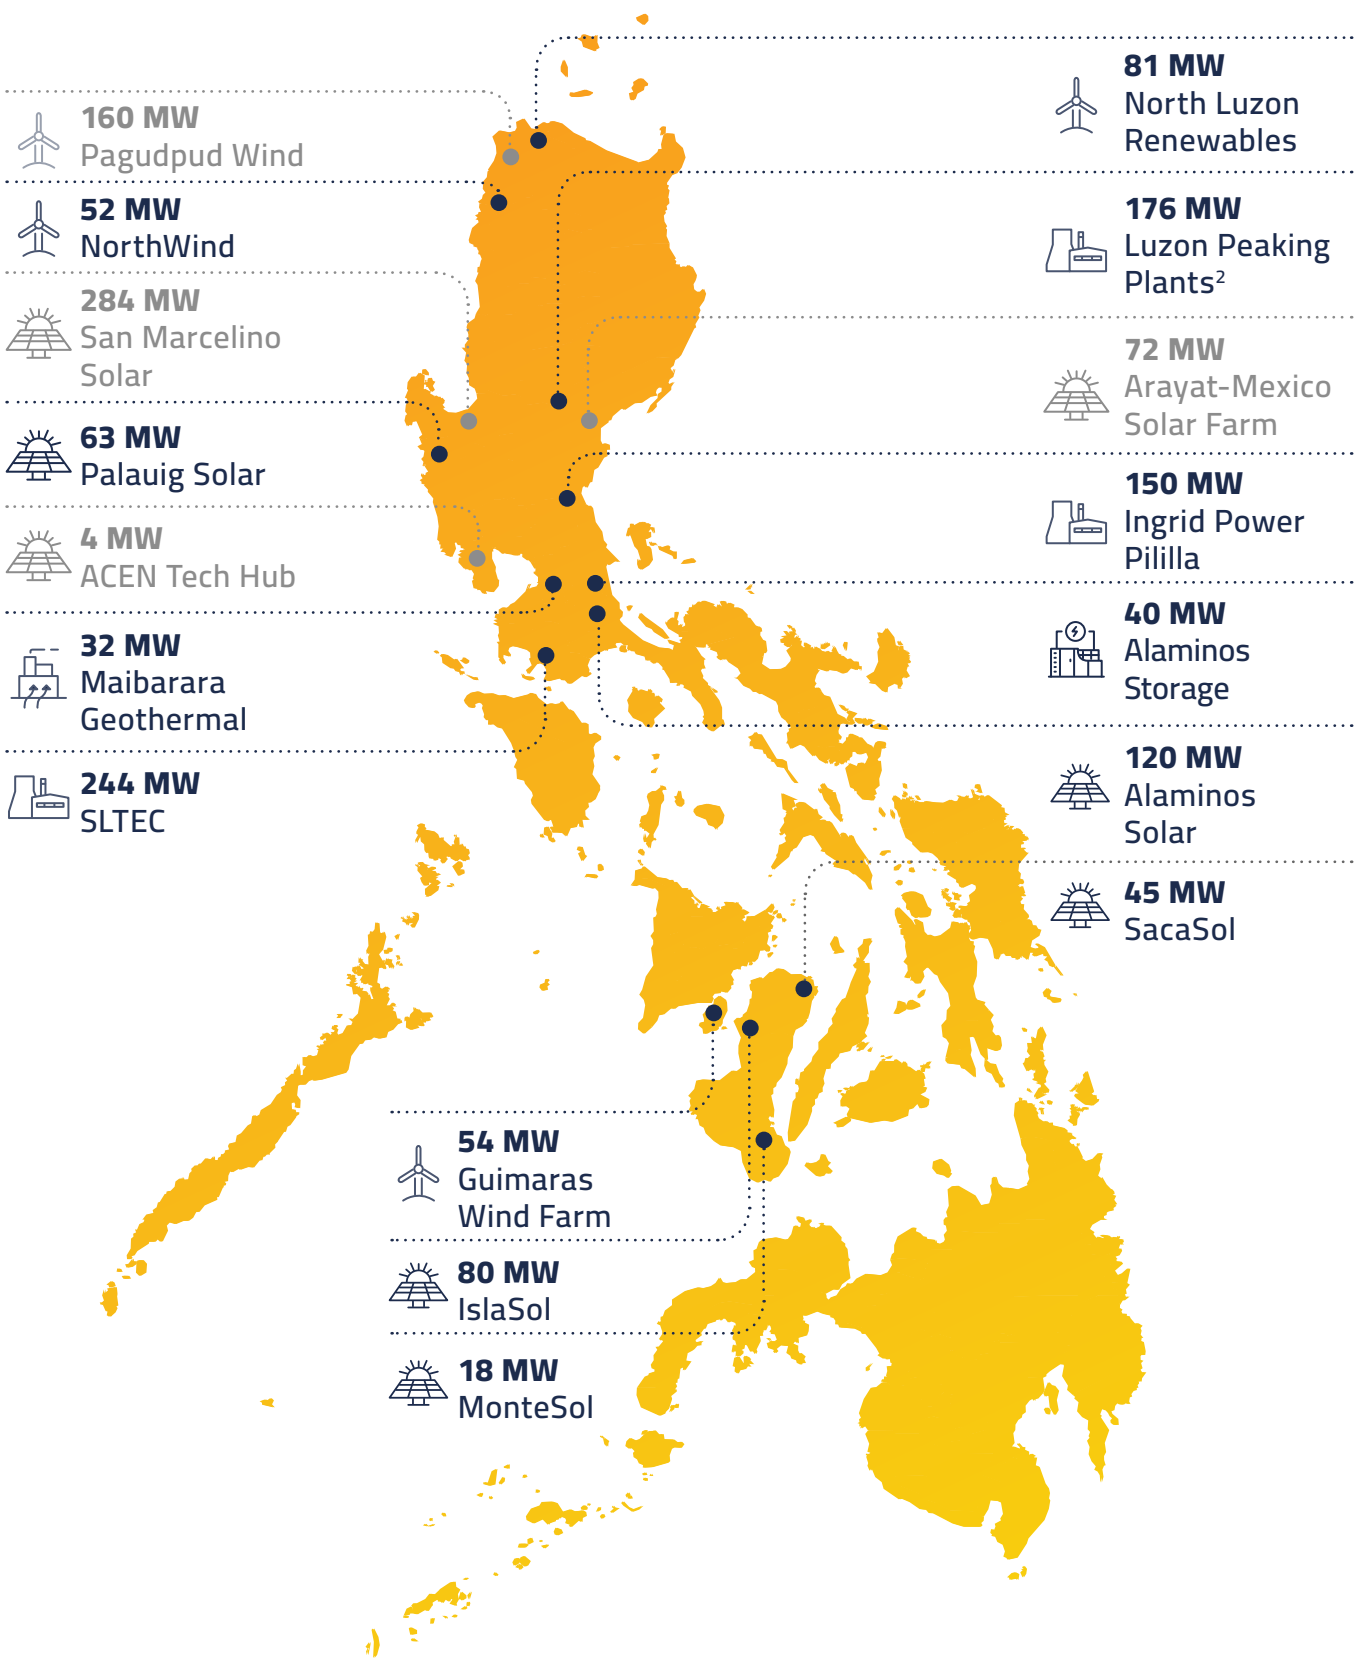 160 MW
Pagudpud Wind
52 MW
NorthWind
284 MW
San Marcelino
Solar
63 MW
Palauig Solar
4 MW
ACEN Tech Hub
32 MW
Maibarara
Geothermal
244 MW
SLTEC
81 MW
North Luzon
Renewables
176 MW
Luzon Peaking
Plants²
72 MW
Arayat-Mexico
Solar Farm
150 MW
Ingrid Power
Pililla
40 MW
Alaminos
Storage
120 MW
Alaminos
Solar
45 MW
SacaSol
54 MW
Guimaras
Wind Farm
80 MW
IslaSol
18 MW
MonteSol